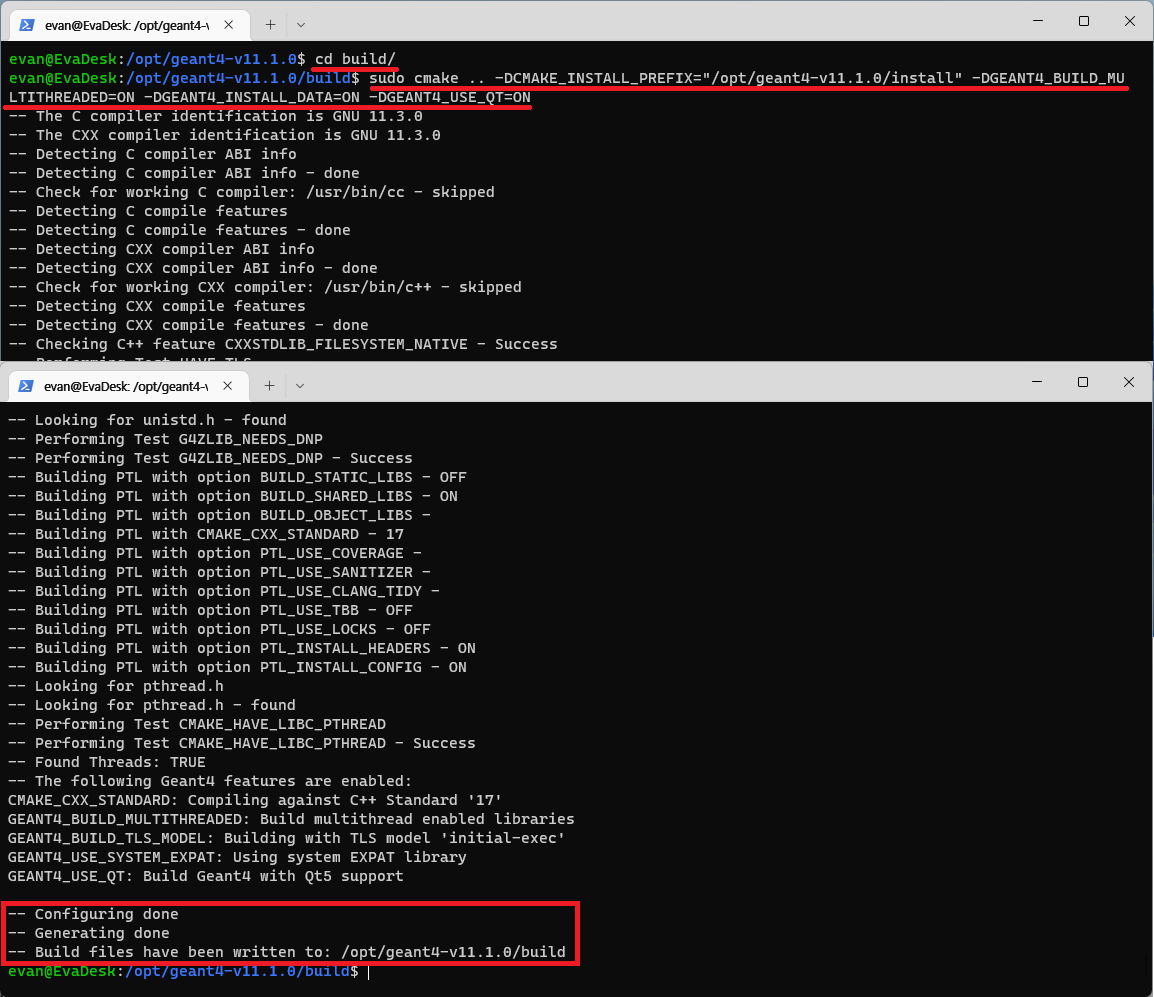 evan@EvaDesk: /opt/geant4-v
evan@EvaDesk:/opt/geant4-v11.1.0$ cd build/
evan@EvaDesk:/opt/geant4-v11.1.0/build$ sudo cmake .. -DCMAKE_INSTALL_PREFIX="/opt/geant4-v11.1.0/install" -DGEANT4_BUILD_MU
LTITHREADED=ON -DGEANT4_INSTALL_DATA=ON -DGEANT4_USE_QT=ON
-- The C compiler identification is GNU 11.3.0
-- The CXX compiler identification is GNU 11.3.0
-- Detecting C compiler ABI info
-- Detecting C compiler ABI info - done
-- Check for working C compiler: /usr/bin/cc - skipped
-- Detecting C compile features
-- Detecting C compile features - done
-- Detecting CXX compiler ABI info
-- Detecting CXX compiler ABI info - done
-- Check for working CXX compiler: /usr/bin/c++ - skipped
-- Detecting CXX compile features
-- Detecting CXX compile features - done
-- Checking C++ feature CXXSTDLIB_FILESYSTEM_NATIVE - Success
-- Performing Test HAVE_TLS
evan@EvaDesk: /opt/geant4-v
-- Looking for unistd.h - found
-- Performing Test G4ZLIB_NEEDS_DNP
-- Performing Test G4ZLIB_NEEDS_DNP - Success
-- Building PTL with option BUILD_STATIC_LIBS - OFF
-- Building PTL with option BUILD_SHARED_LIBS - ON
-- Building PTL with option BUILD_OBJECT_LIBS -
-- Building PTL with CMAKE_CXX_STANDARD - 17
-- Building PTL with option PTL_USE_COVERAGE -
-- Building PTL with option PTL_USE_SANITIZER -
-- Building PTL with option PTL_USE_CLANG_TIDY -
-- Building PTL with option PTL_USE_TBB - OFF
-- Building PTL with option PTL_USE_LOCKS - OFF
-- Building PTL with option PTL_INSTALL_HEADERS - ON
-- Building PTL with option PTL_INSTALL_CONFIG - ON
-- Looking for pthread.h
-- Looking for pthread.h - found
-- Performing Test CMAKE_HAVE_LIBC_PTHREAD
-- Performing Test CMAKE_HAVE_LIBC_PTHREAD - Success
-- Found Threads: TRUE
-- The following Geant4 features are enabled:
CMAKE_CXX_STANDARD: Compiling against C++ Standard '17'
GEANT4_BUILD_MULTITHREADED: Build multithread enabled libraries
GEANT4_BUILD_TLS_MODEL: Building with TLS model 'initial-exec'
GEANT4_USE_SYSTEM_EXPAT: Using system EXPAT library
GEANT4_USE_QT: Build Geant4 with Qt5 support
-- Configuring done
-- Generating done
-- Build files have been written to: /opt/geant4-v11.1.0/build
evan@EvaDesk:/opt/geant4-v11.1.0/build$